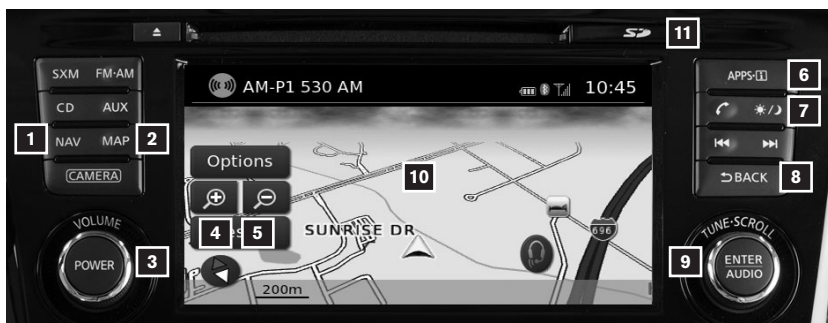 11
SXM FM·AM
CD AUX
1 NAV MAP 2
CAMERA
VOLUME
POWER 3
AM-P1 530 AM 10:45
Options
10
4 5
SUNRISE DR
696
200m
APPS·i 6
7
BACK 8
TUNE·SCROLL
9 ENTER
AUDIO